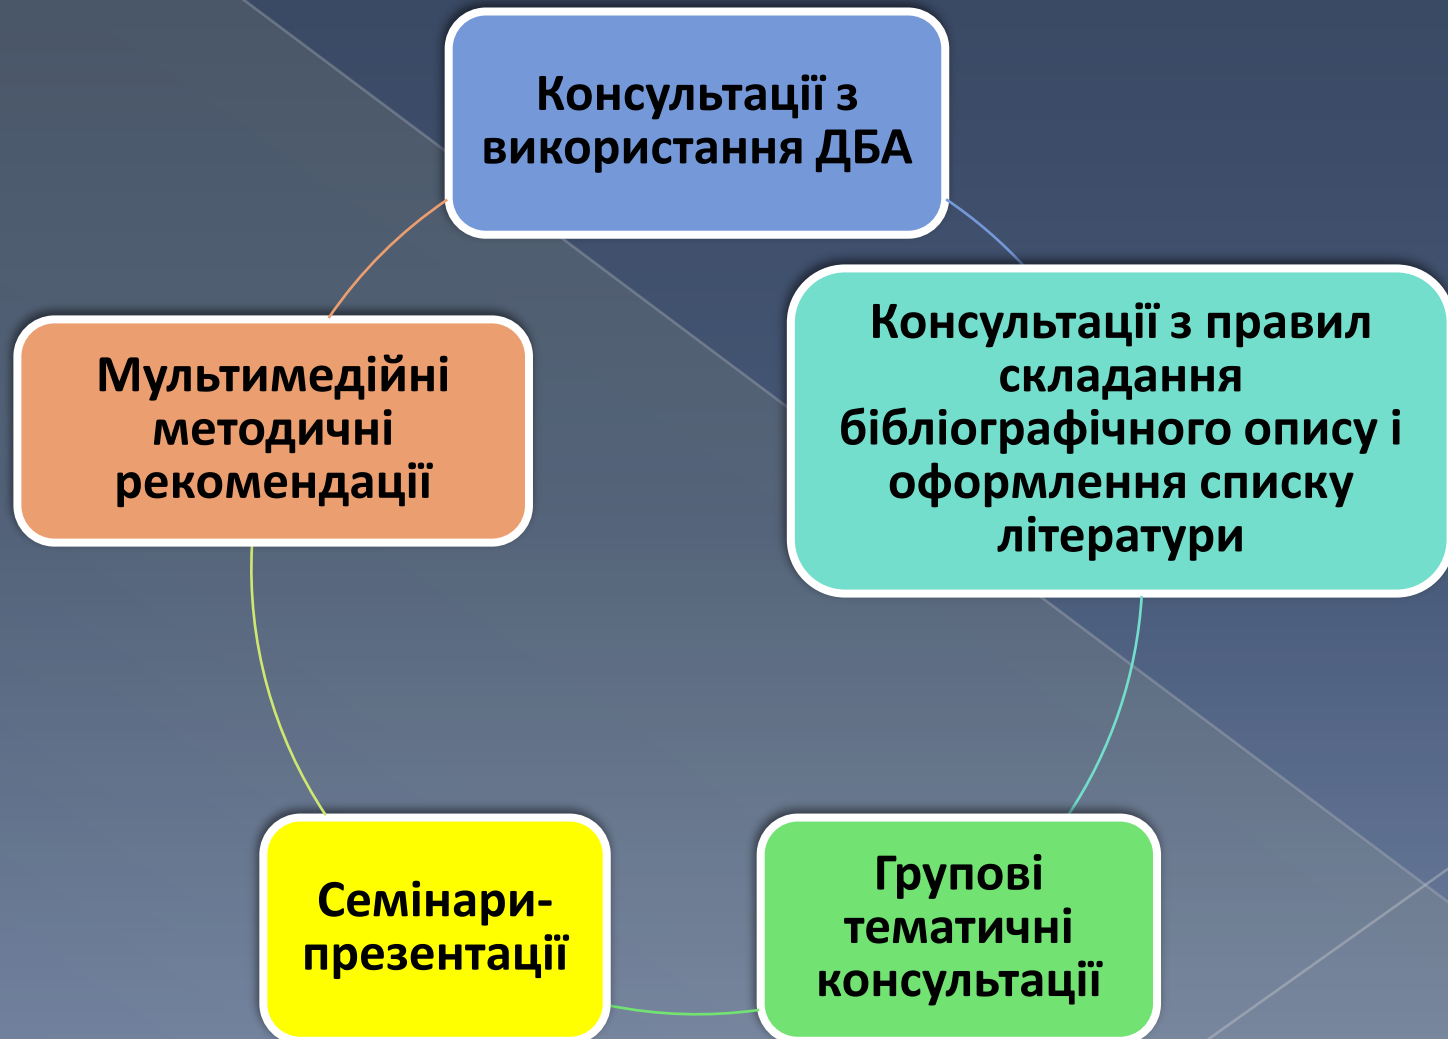 Консультації з
використання ДБА
Консультації з правил
складання
бібліографічного опису і
оформлення списку
літератури
Мультимедійні
методичні
рекомендації
Семінари-
презентації
Групові
тематичні
консультації